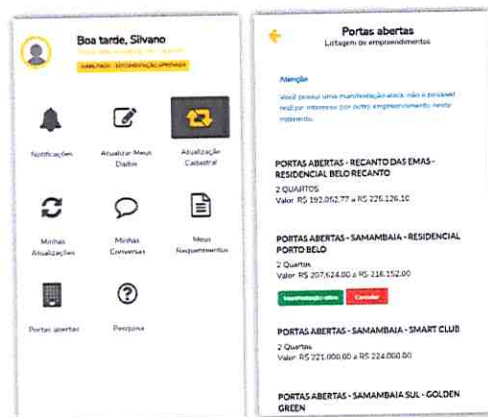 Boa tarde, Silvano
HABILITADO - DOCUMENTAÇÃO APROVADA
Notificações
Atualizar Meus
Dados
Atualização
Cadastral
Minhas
Atualizações
Minhas
Conversas
Meus
Requerimentos
Portas abertas
Pesquisa
Portas abertas
Listagem de empreendimentos
Atenção
Você possui uma manifestação ativa, não é possível
realizar interesse por outro empreendimento neste
momento.
PORTAS ABERTAS - RECANTO DAS EMAS -
RESIDENCIAL BELO RECANTO
2 QUARTOS
Valor: R$ 192.052,77 a R$ 225.126,10
PORTAS ABERTAS - SAMAMBAIA - RESIDENCIAL
PORTO BELO
2 Quartos
Valor: R$ 207.624,00 a R$ 216.152,00
Manifestação ativa
Cancelar
PORTAS ABERTAS - SAMAMBAIA - SMART CLUB
2 Quartos
Valor: R$ 221.000,00 a R$ 224.000,00
PORTAS ABERTAS - SAMAMBAIA SUL - GOLDEN
GREEN